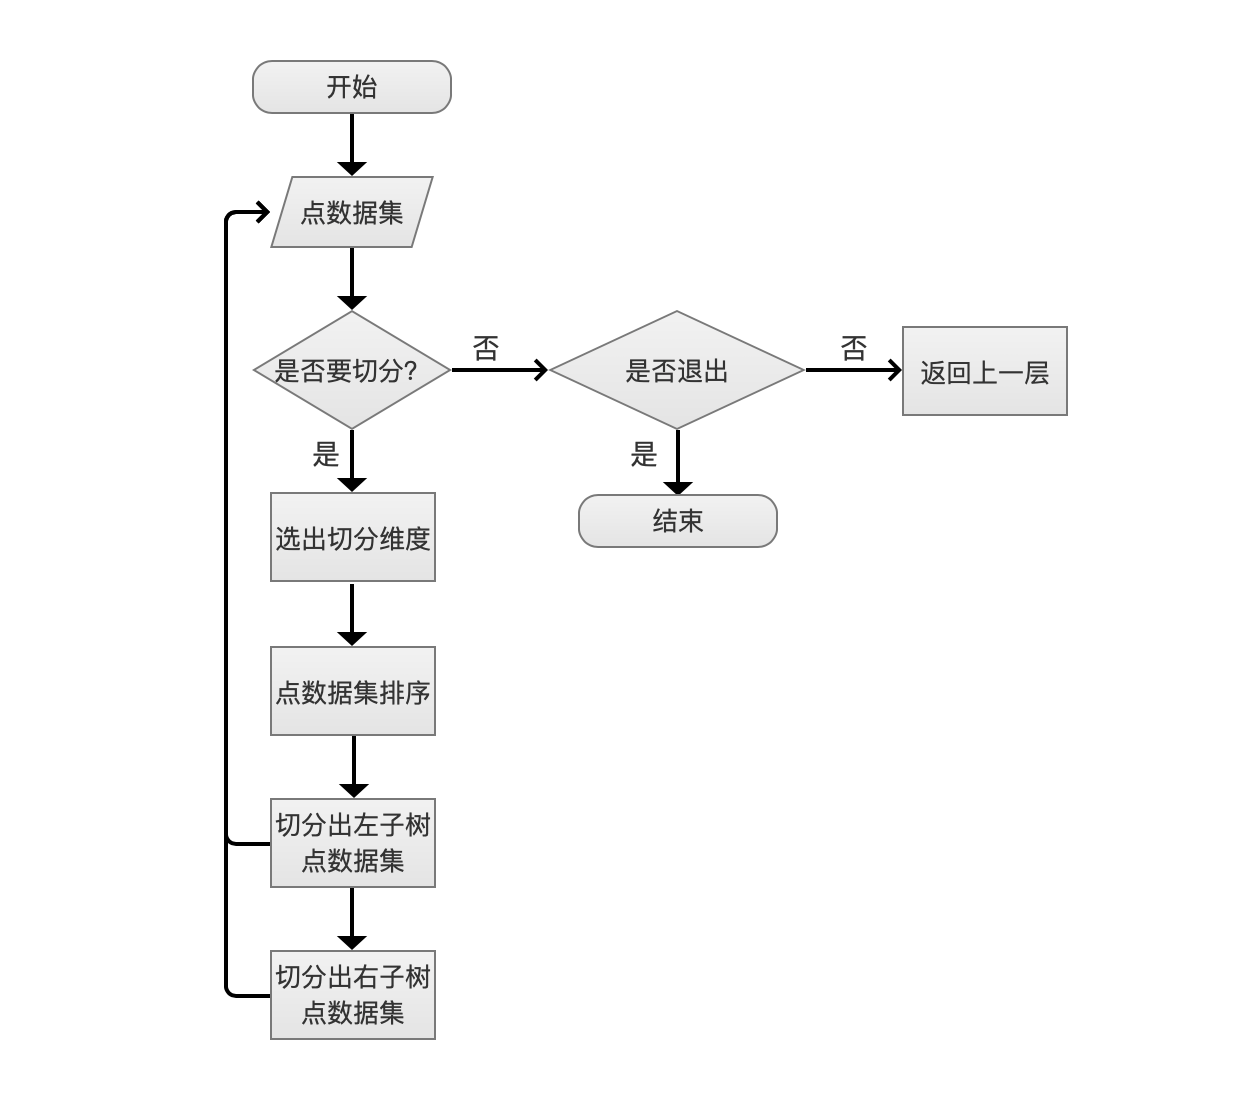 开始
点数据集
是否要切分?
否
是否退出
否
返回上一层
是
是
选出切分维度
结束
点数据集排序
切分出左子树
点数据集
切分出右子树
点数据集